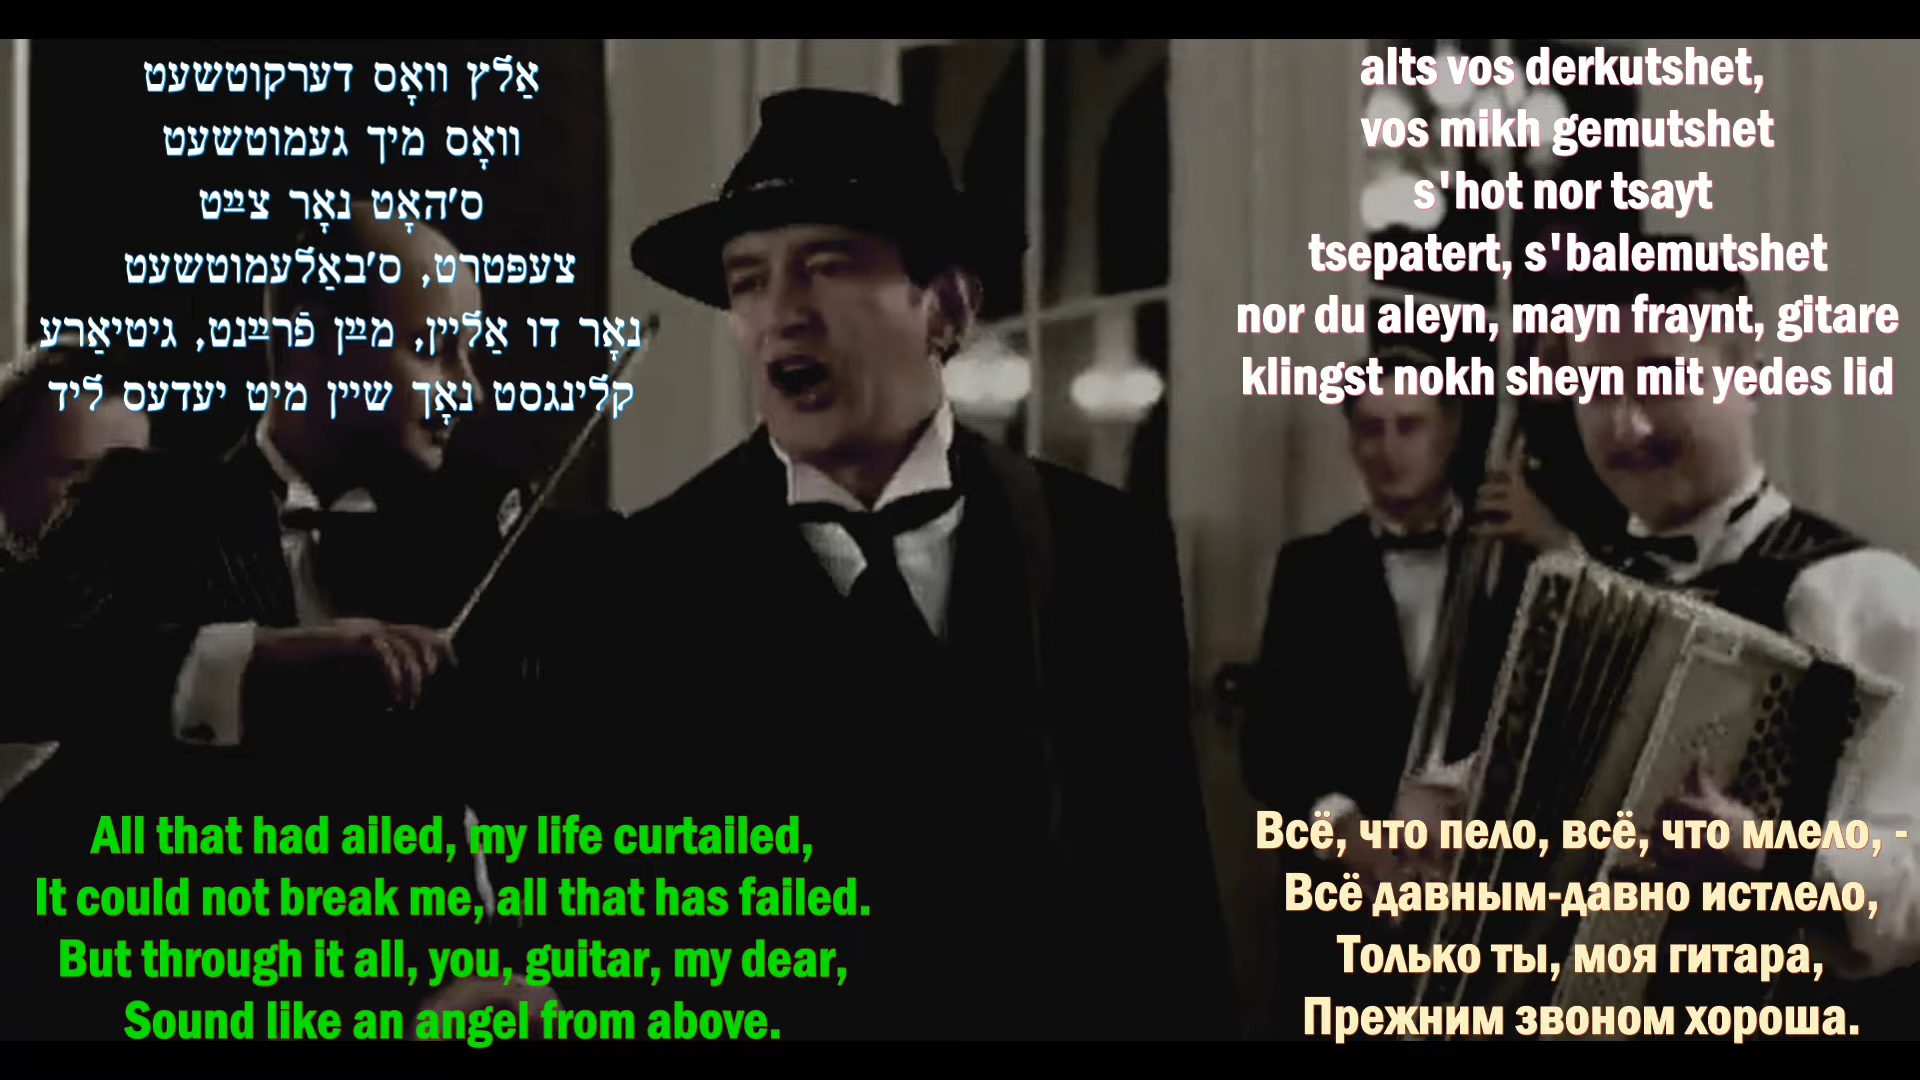 אַלץ וואָס דערקוטשעט
וואָס מיך געמוטשעט
ס'האָט נאָר צײַט
צעפּטרט, ס'באַלעמוטשעט
נאָר דו אַליין, מײַן פֿרײַנט, גיטיאַרע
קלינגסט נאָך שיין מיט יעדעס ליד
alts vos derkutshet,
vos mikh gemutshet
s'hot nor tsayt
tsepatert, s'balemutshet
nor du aleyn, mayn fraynt, gitare
klingst nokh sheyn mit yedes lid
All that had ailed, my life curtailed,
It could not break me, all that has failed.
But through it all, you, guitar, my dear,
Sound like an angel from above.
Всё, что пело, всё, что млело, -
Всё давным-давно истлело,
Только ты, моя гитара,
Прежним звоном хороша.